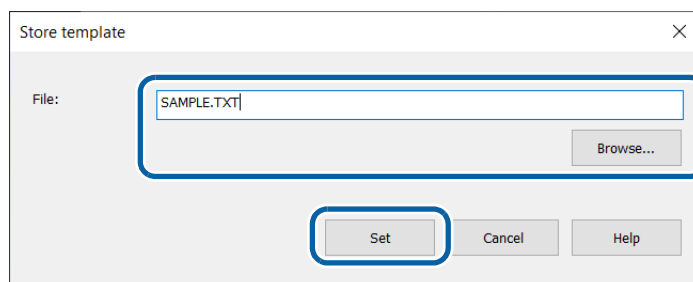 Store template
File:
SAMPLE.TXT
Browse...
Set
Cancel
Help